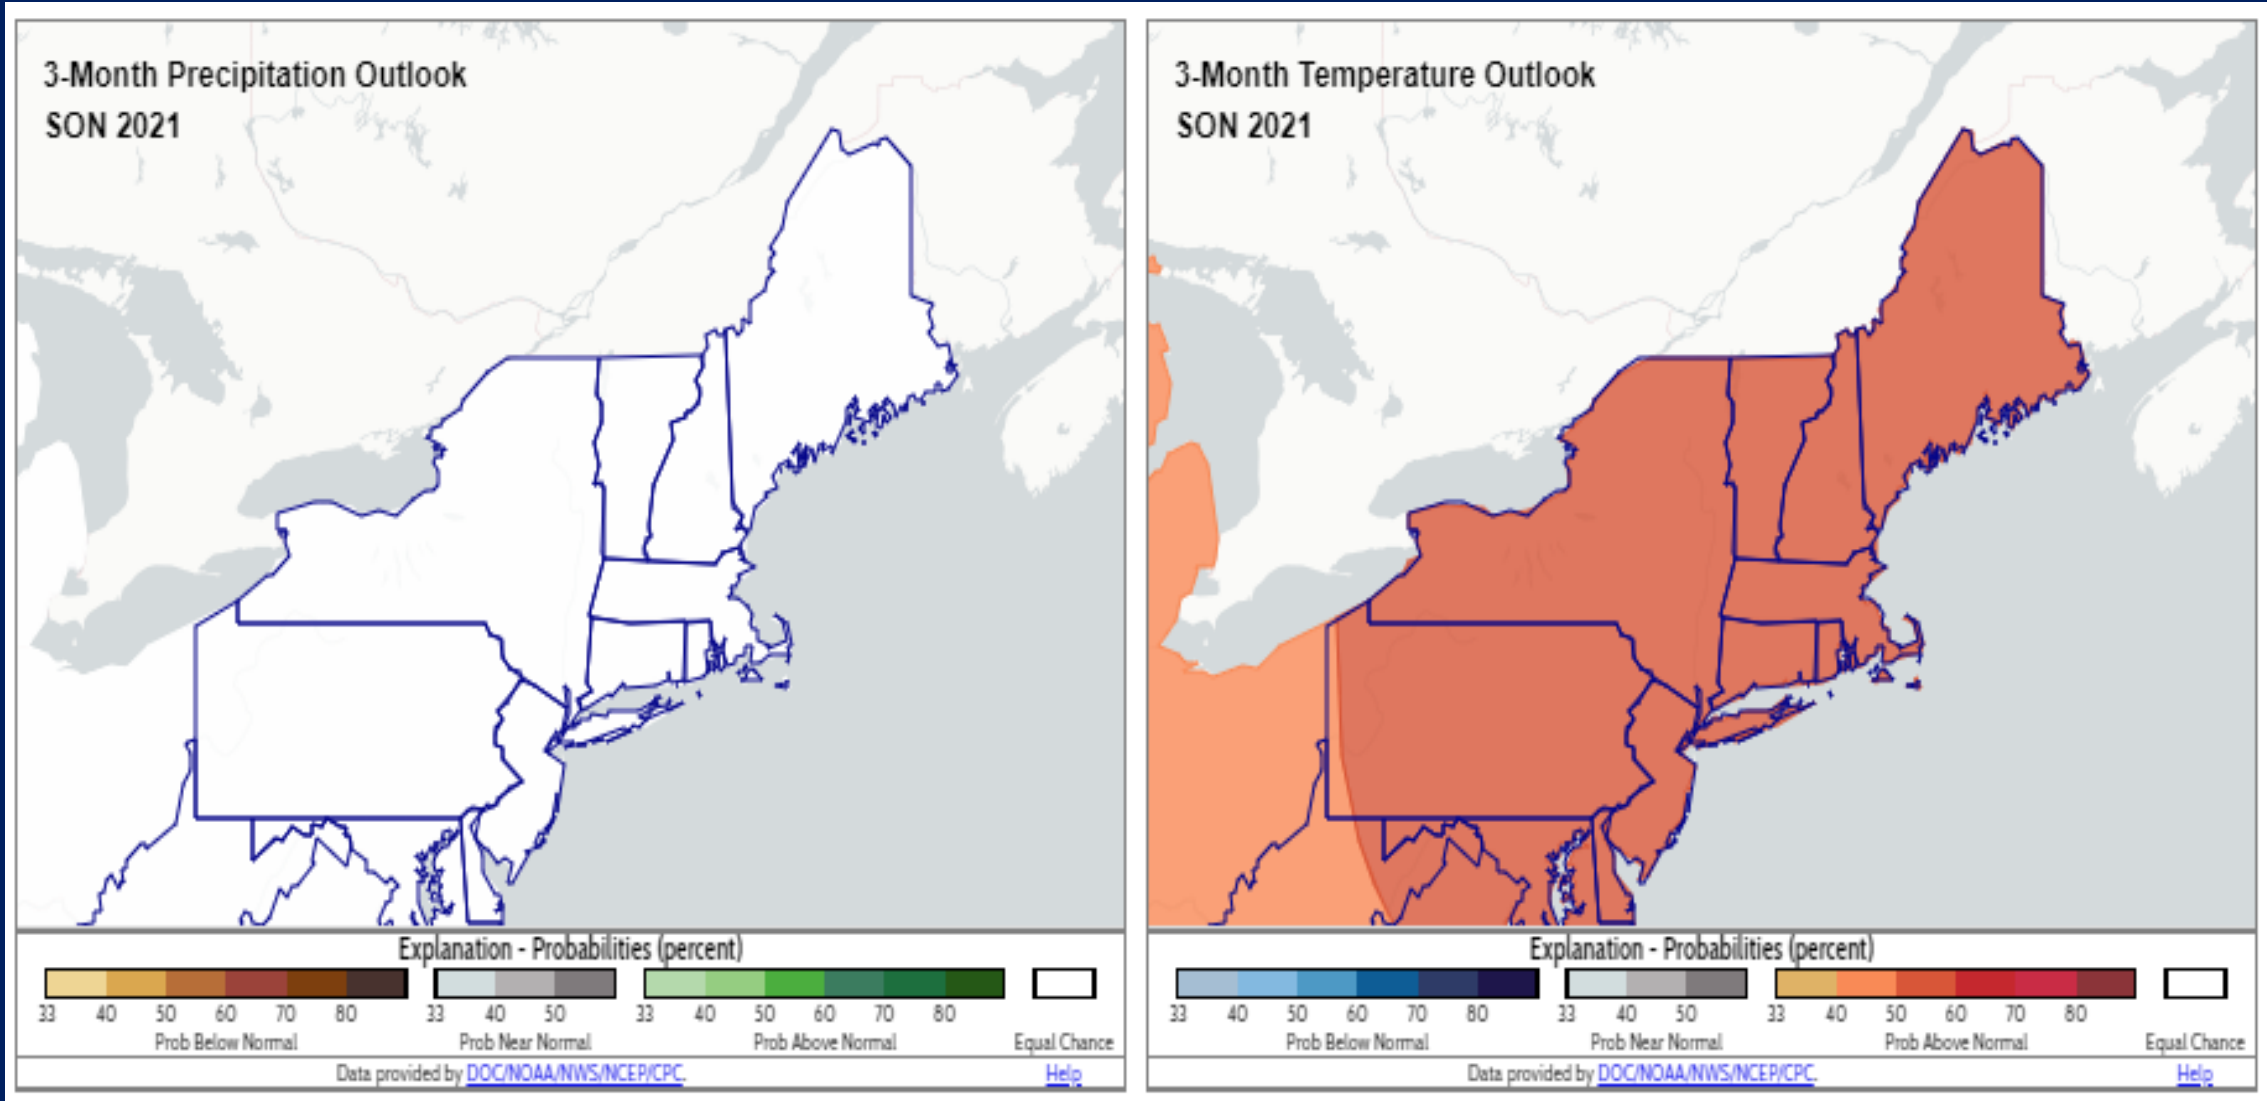 3-Month Precipitation Outlook
SON 2021
Explanation - Probabilities (percent)
33 40 50 60 70 80 33 40 50 33 40 50 60 70 80
Prob Below Normal Prob Near Normal Prob Above Normal Equal Chance
Data provided by DOC/NOAA/NWS/NCEP/CPC. Help
3-Month Temperature Outlook
SON 2021
Explanation - Probabilities (percent)
33 40 50 60 70 80 33 40 50 33 40 50 60 70 80
Prob Below Normal Prob Near Normal Prob Above Normal Equal Chance
Data provided by DOC/NOAA/NWS/NCEP/CPC. Help